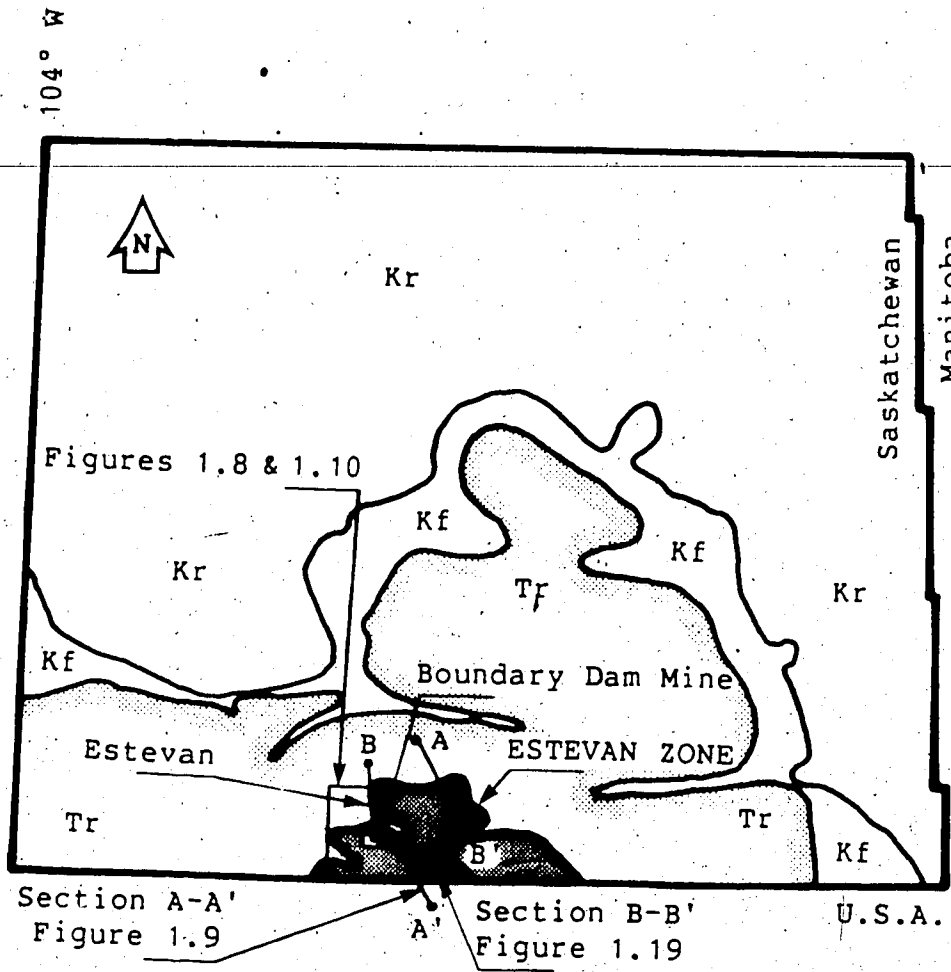 104° W
N
Kr
Saskatchewan
Manitoba
Figures 1.8 & 1.10
Kf
Kr
Kf
Tr
Kr
Kf
Boundary Dam Mine
B
A
Estevan
ESTEVAN ZONE
Tr
Tr
B'
Kf
Section A-A'
Figure 1.9
A'
Section B-B'
Figure 1.19
U.S.A.